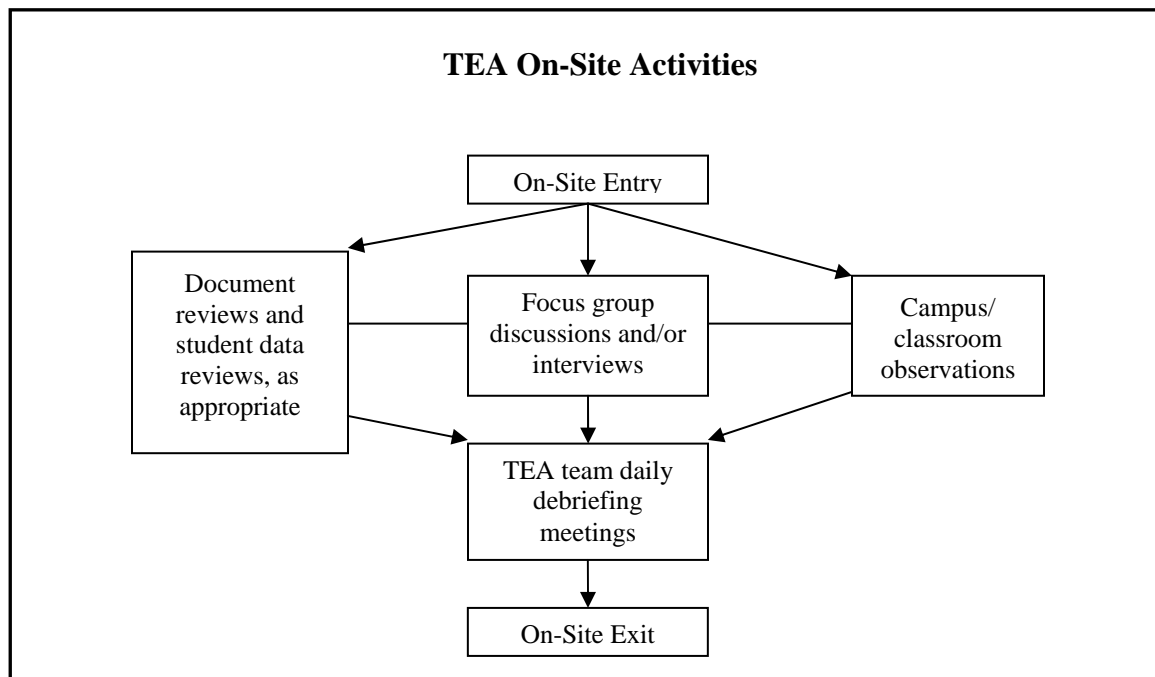 TEA On-Site Activities
On-Site Entry
Document
reviews and
student data
reviews, as
appropriate
Focus group
discussions and/or
interviews
Campus/
classroom
observations
TEA team daily
debriefing
meetings
On-Site Exit